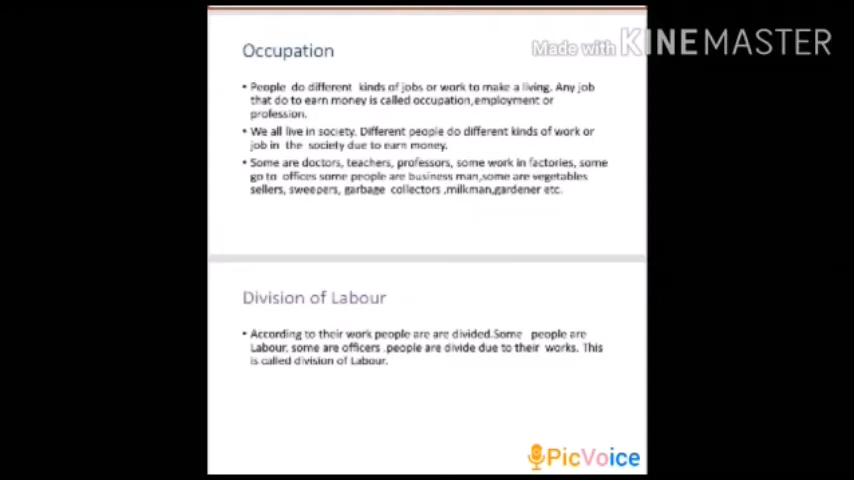 Occupation
Made with KINEMASTER
• People do different kinds of jobs or work to make a living. Any job
that do to earn money is called occupation,employment or
profession.
• We all live in society. Different people do different kinds of work or
job in the society due to earn money.
• Some are doctors, teachers, professors, some work in factories, some
go to offices some people are business man,some are vegetables
sellers, sweepers, garbage collectors ,milkman,gardener etc.
Division of Labour
• According to their work people are are divided.Some people are
Labour, some are officers .people are divide due to their works. This
is called division of Labour.
PicVoice